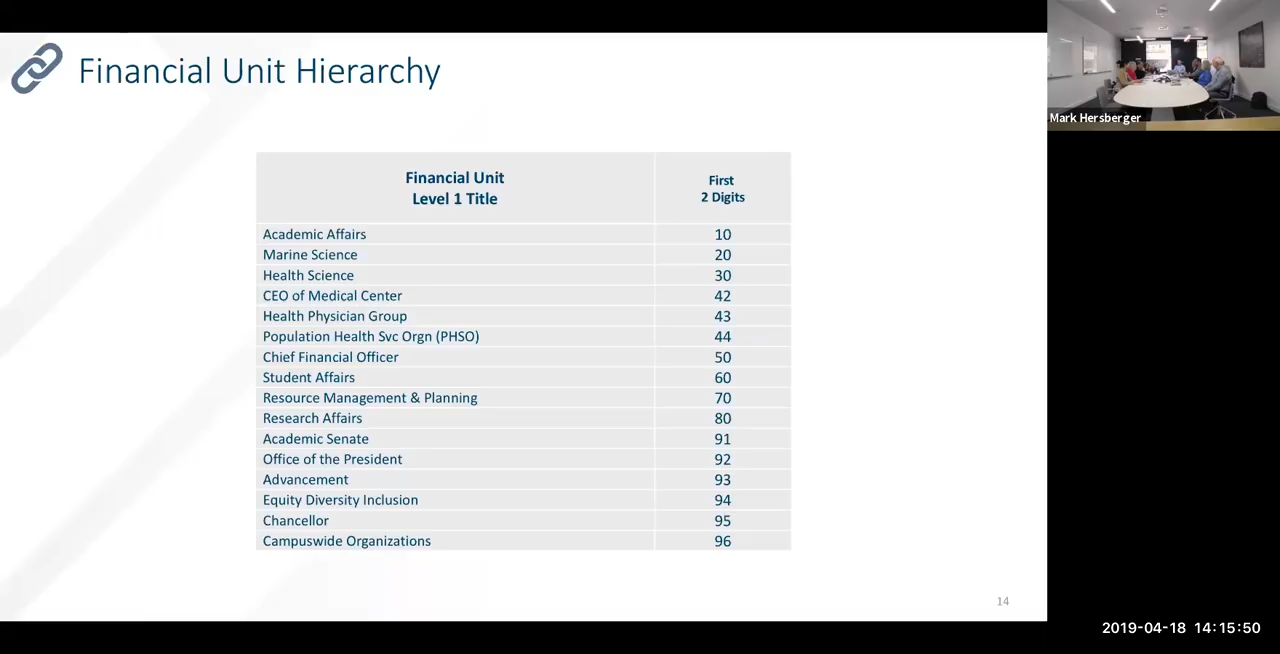 Financial Unit Hierarchy
Mark Hersberger
Financial Unit
Level 1 Title
First
2 Digits
Academic Affairs 10
Marine Science 20
Health Science 30
CEO of Medical Center 42
Health Physician Group 43
Population Health Svc Orgn (PHSO) 44
Chief Financial Officer 50
Student Affairs 60
Resource Management & Planning 70
Research Affairs 80
Academic Senate 91
Office of the President 92
Advancement 93
Equity Diversity Inclusion 94
Chancellor 95
Campuswide Organizations 96
14
2019-04-18 14:15:50